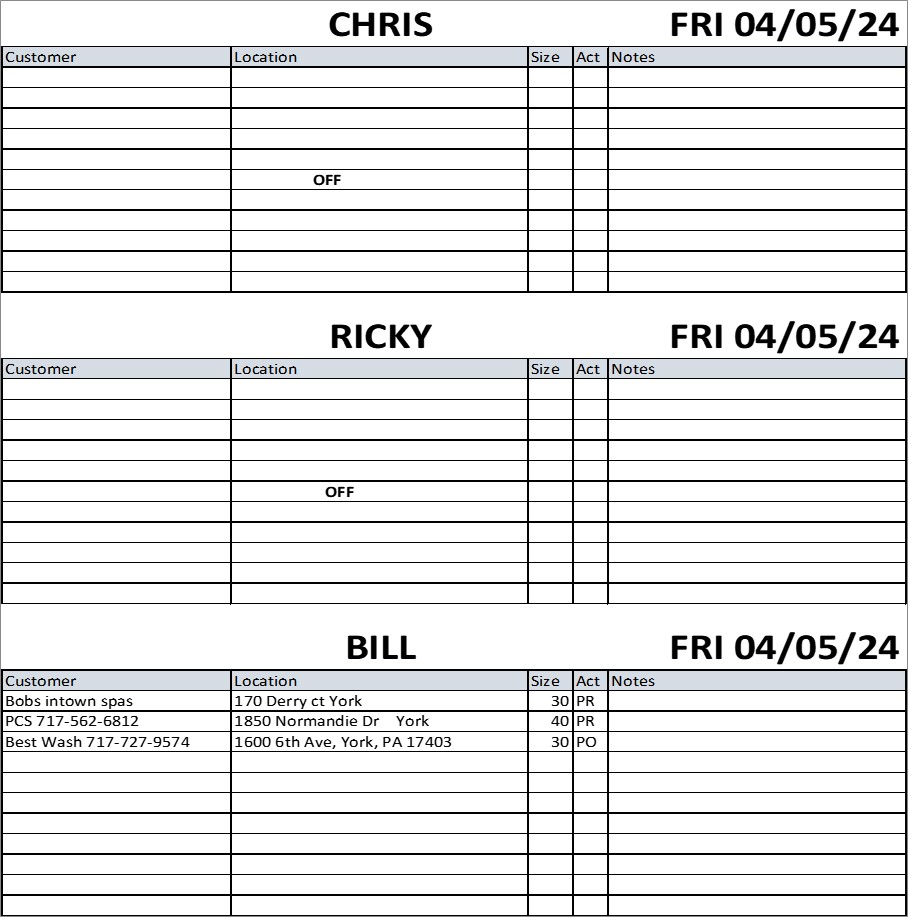 CHRIS FRI 04/05/24
Customer Location Size Act Notes
OFF
RICKY FRI 04/05/24
Customer Location Size Act Notes
OFF
BILL FRI 04/05/24
Customer Location Size Act Notes
Bobs intown spas 170 Derry ct York 30 PR
PCS 717-562-6812 1850 Normandie Dr York 40 PR
Best Wash 717-727-9574 1600 6th Ave, York, PA 17403 30 PO